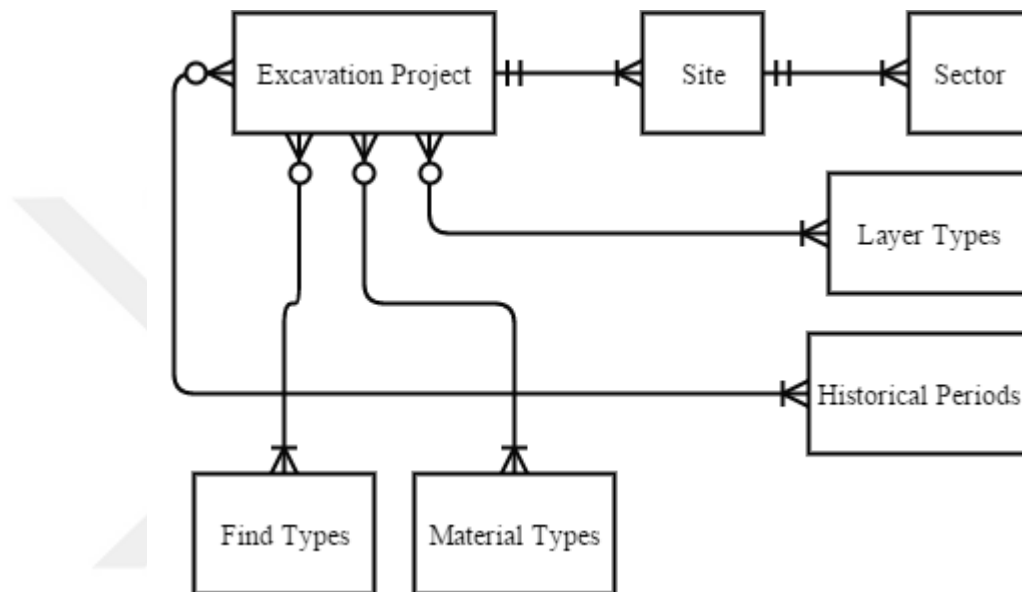 Excavation Project
Site
Sector
Layer Types
Historical Periods
Find Types
Material Types